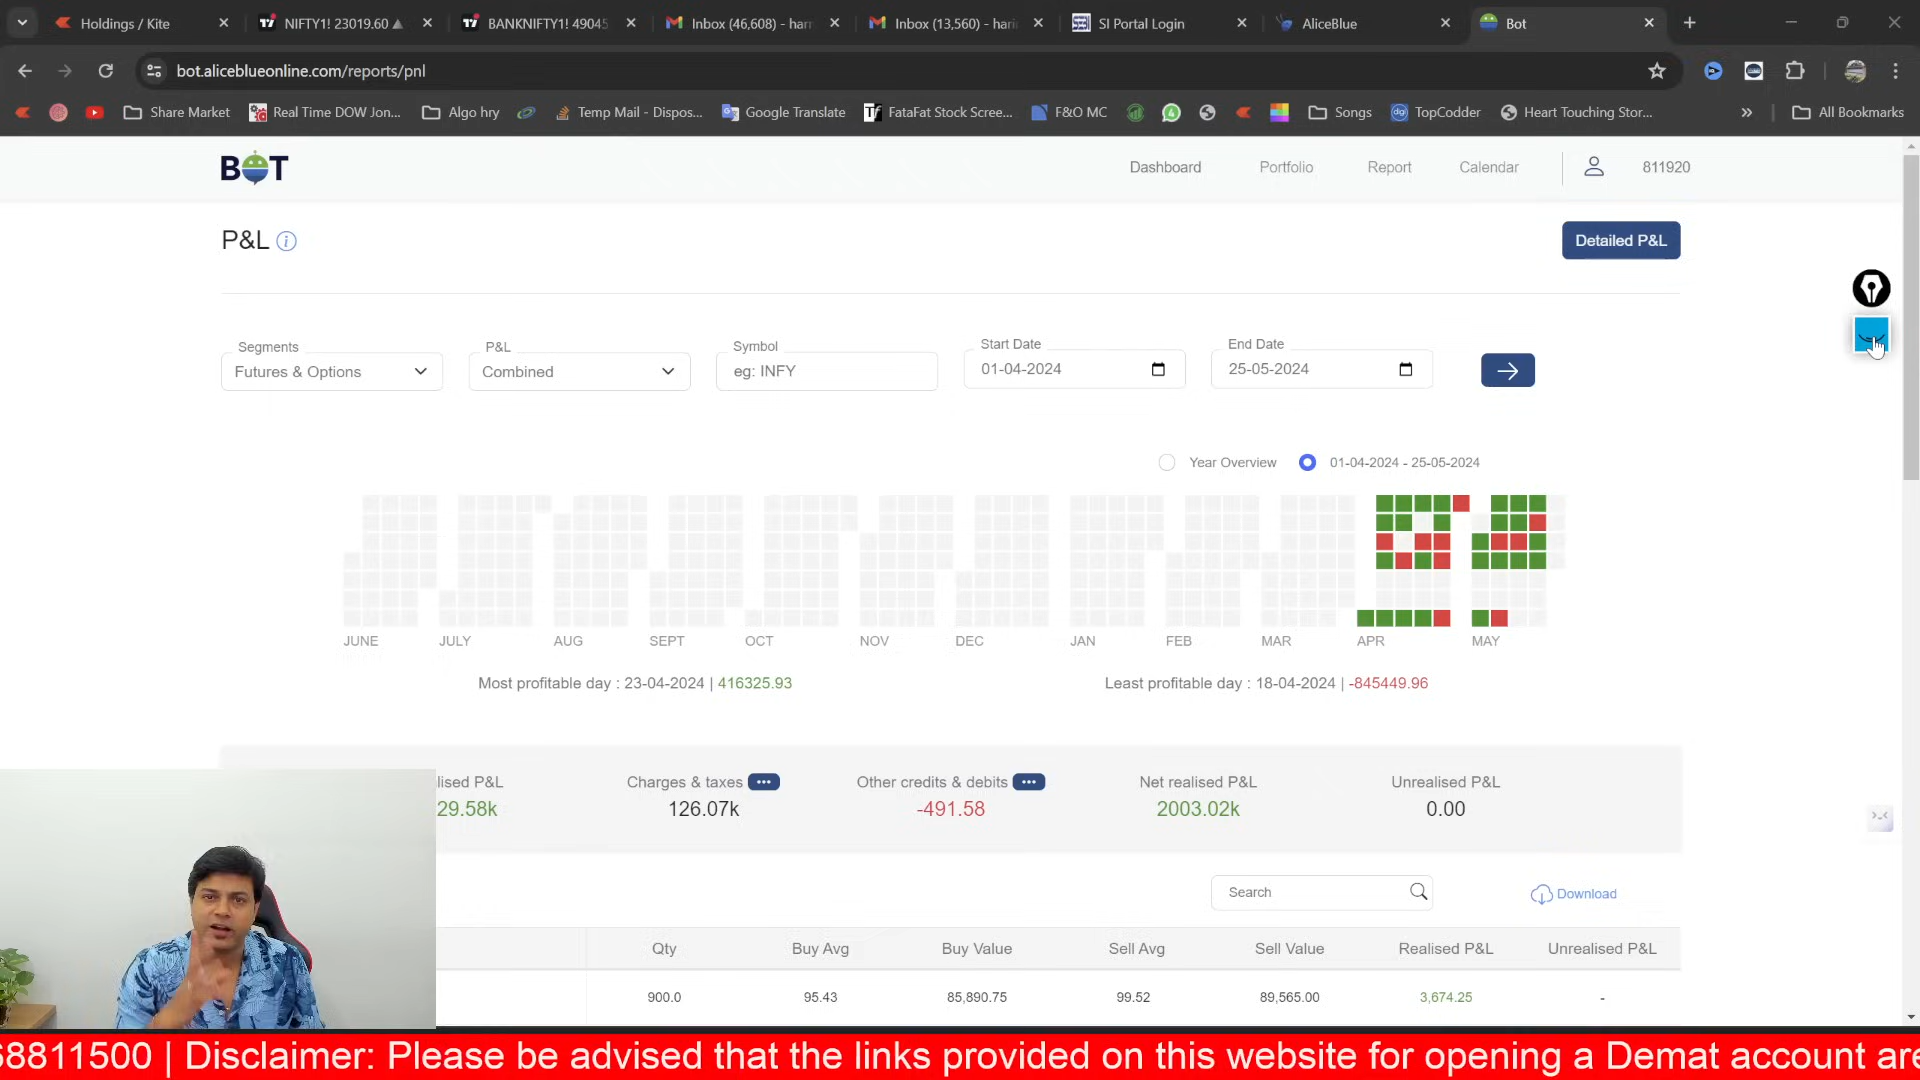 Holdings / Kite
NIFTY1! 23019.60
BANKNIFTY1! 49045
Inbox (46,608) - harı
Inbox (13,560) - hari
SI Portal Login
AliceBlue
Bot
bot.aliceblueonline.com/reports/pnl
Share Market
Real Time DOW Jon...
Algo hry
Temp Mail - Dispos...
Google Translate
FataFat Stock Scree...
F&O MC
Songs
TopCodder
Heart Touching Stor...
All Bookmarks
BOT
Dashboard
Portfolio
Report
Calendar
811920
P&L
Detailed P&L
Segments
Futures & Options
P&L
Combined
Symbol
eg: INFY
Start Date
01-04-2024
End Date
25-05-2024
Year Overview
01-04-2024 - 25-05-2024
JUNE JULY AUG SEPT OCT NOV DEC JAN FEB MAR APR MAY
Most profitable day : 23-04-2024 | 416325.93
Least profitable day : 18-04-2024 | -845449.96
lised P&L
29.58k
Charges & taxes
126.07k
Other credits & debits
-491.58
Net realised P&L
2003.02k
Unrealised P&L
0.00
Search
Download
Qty Buy Avg Buy Value Sell Avg Sell Value Realised P&L Unrealised P&L
900.0 95.43 85,890.75 99.52 89,565.00 3,674.25 -
68811500 | Disclaimer: Please be advised that the links provided on this website for opening a Demat account are